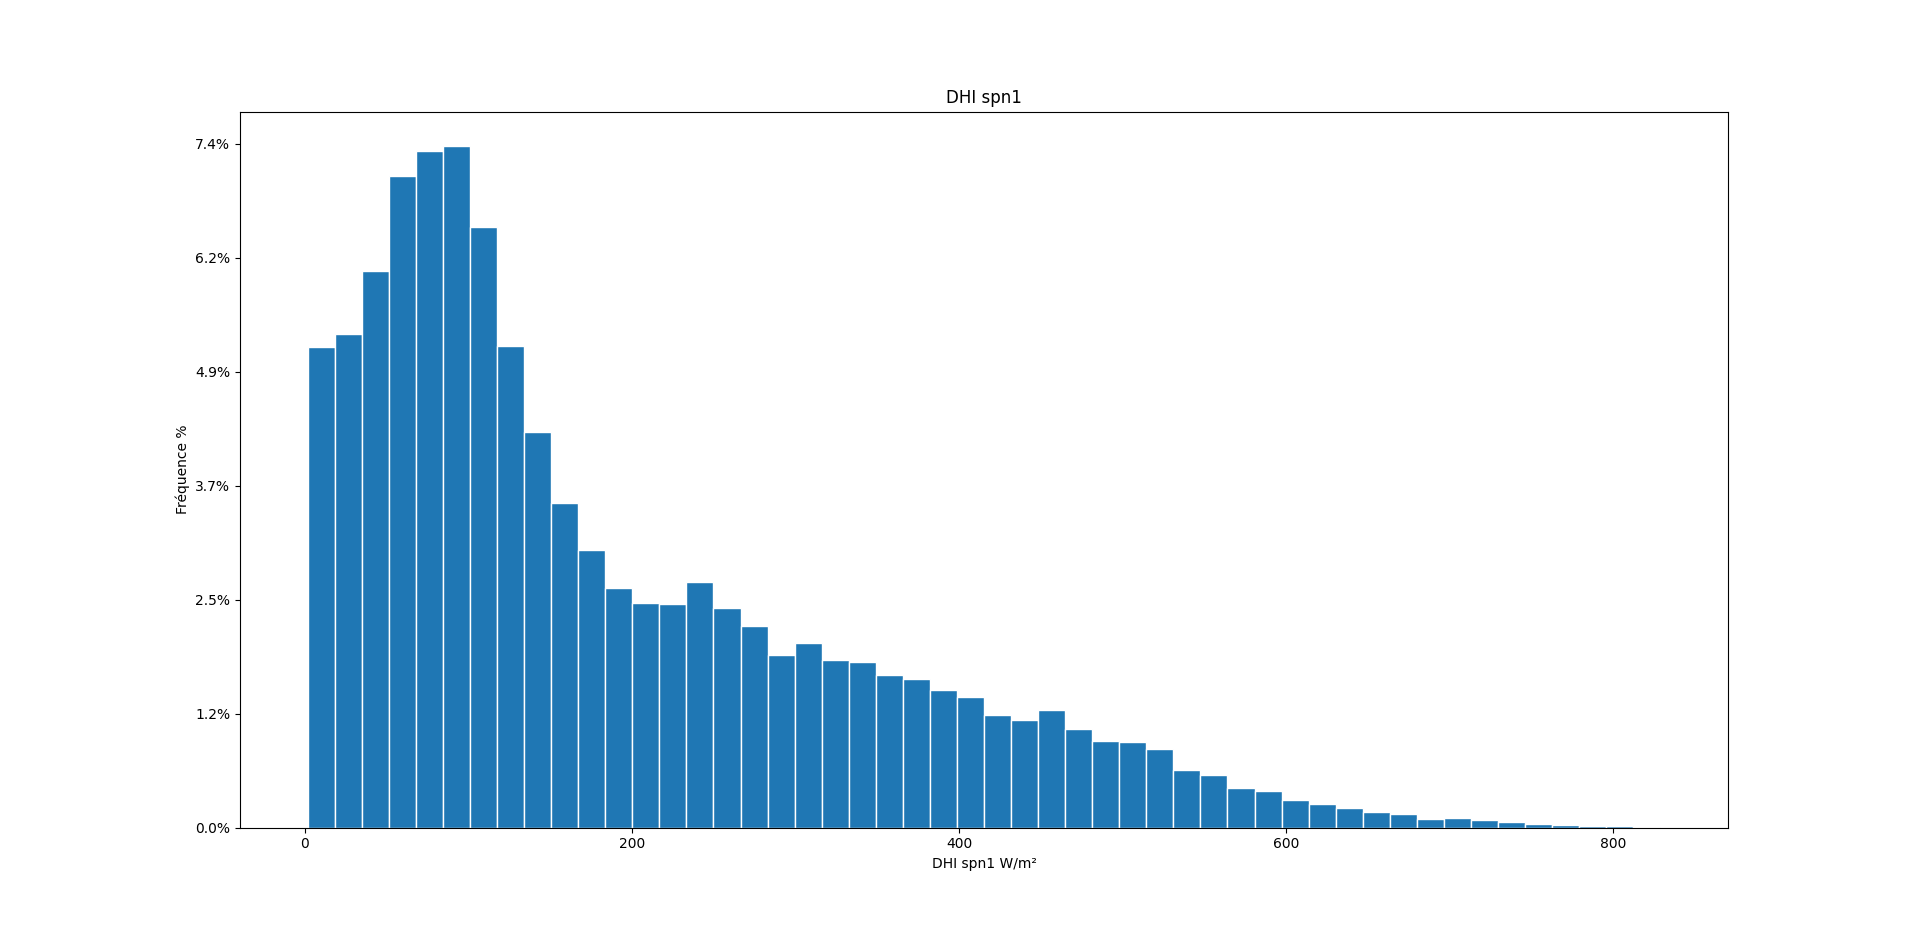 DHI spn1
7.4%
6.2%
4.9%
3.7%
2.5%
1.2%
0.0%
Fréquence %
0 200 400 600 800
DHI spn1 W/m²